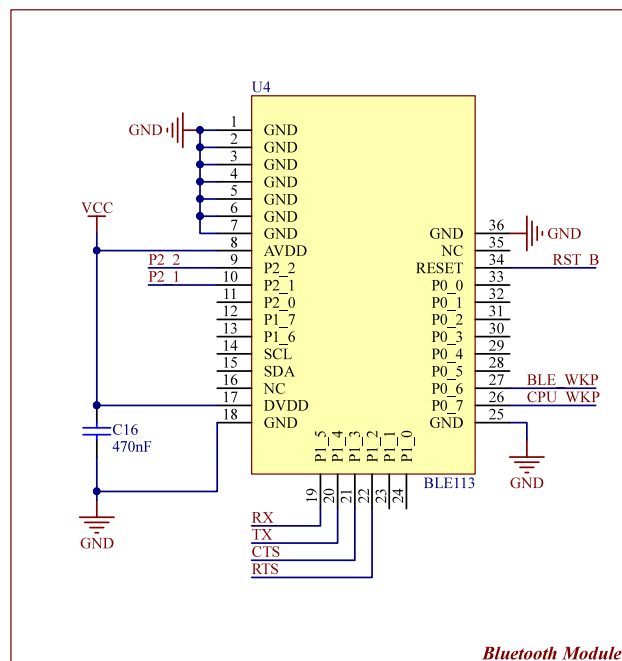 U4
GND
1 GND
2 GND
3 GND
4 GND
5 GND
6 GND
7 GND
VCC
8 AVDD
P2_2 9 P2_2
P2_1 10 P2_1
11 P2_0
12 P1_7
13 P1_6
14 SCL
15 SDA
16 NC
17 DVDD
18 GND
C16
470nF
GND
GND 36 GND
NC 35
RESET 34 RST_B
P0_0 33
P0_1 32
P0_2 31
P0_3 30
P0_4 29
P0_5 28
P0_6 27 BLE_WKP
P0_7 26 CPU_WKP
GND 25
GND
P1_5 P1_4 P1_3 P1_2 P1_1 P1_0
19 20 21 22 23 24
BLE113
RX
TX
CTS
RTS
Bluetooth Module